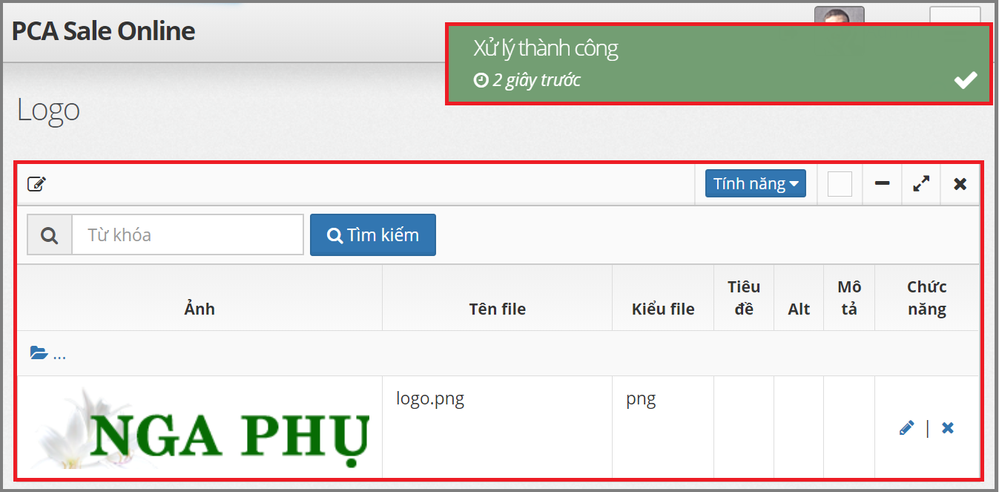 PCA Sale Online
Xử lý thành công
2 giây trước
Logo
Tính năng
Từ khóa
Tìm kiếm
Ảnh
Tên file
Kiểu file
Tiêu
đề
Alt
Mô
tả
Chức
năng
...
NGA PHỤ
logo.png
png
|